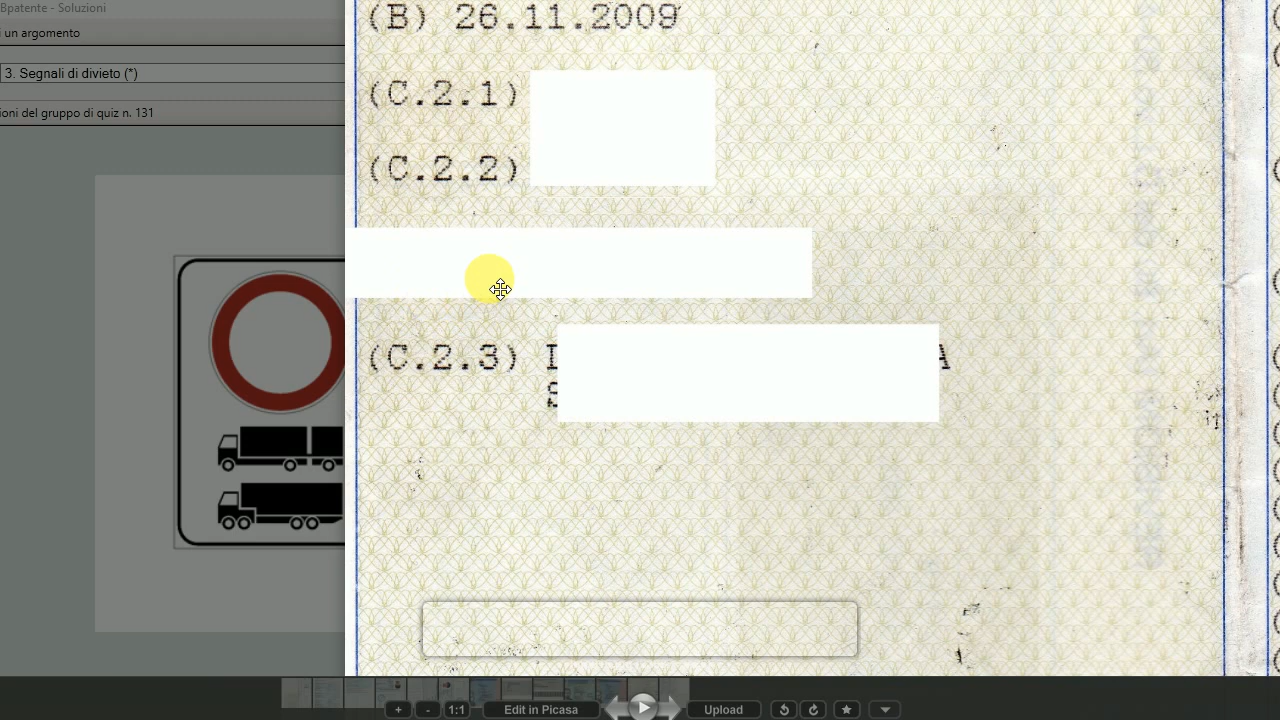 Bpatente - Soluzioni
i un argomento
3. Segnali di divieto (*)
ioni del gruppo di quiz n. 131
(B) 26.11.2009
(C.2.1)
(C.2.2)
(C.2.3)
A
S
+ - 1:1 Edit in Picasa Upload